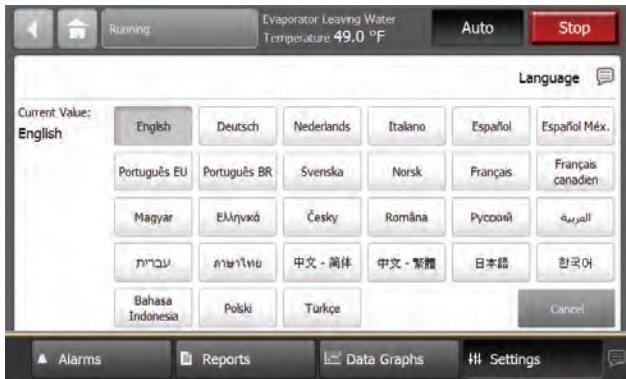 Running
Evaporator Leaving Water
Temperature 49.0 °F
Auto
Stop
Language
Current Value:
English
English
Deutsch
Nederlands
Italiano
Español
Español Méx.
Português EU
Português BR
Svenska
Norsk
Français
Français
canadien
Magyar
Ελληνικά
Česky
Româna
Русский
العربية
עברית
ภาษาไทย
中文 - 简体
中文 - 繁體
日本語
한국어
Bahasa
Indonesia
Polski
Türkçe
Cancel
Alarms
Reports
Data Graphs
Settings